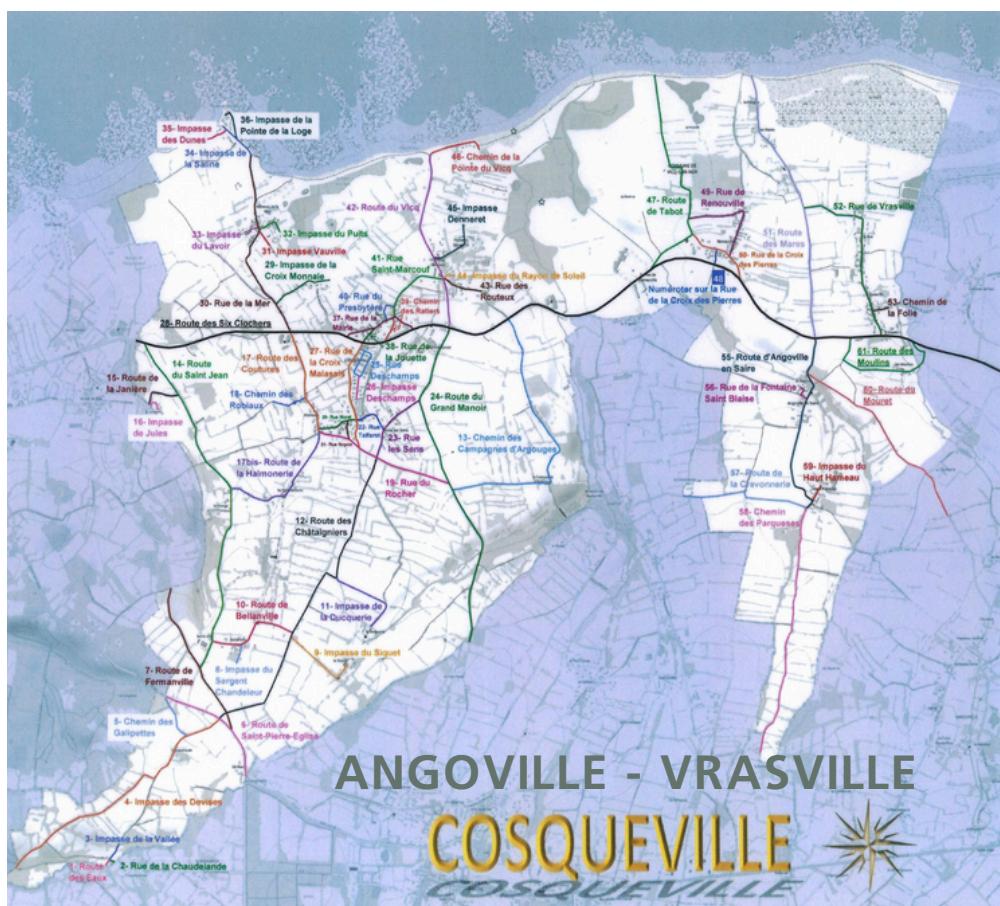 36- Impasse de la
Pointe de la Loge
35- Impasse
des Dunes
34- Impasse de
la Saline
46- Chemin de la
Pointe du Vicq
49- Rue de
Renouville
47- Route
de Tabot
45- Impasse
Denneret
42- Route du Vicq
52- Rue de Vrasville
33- Impasse
du Lavoir
32- Impasse du Puits
51- Route
des Mares
31- Impasse Vauville
41- Rue
Saint-Marcouf
50- Rue de la Croix
des Pierres
29- Impasse de la
Croix Monnaie
44- Impasse du Rayon de Soleil
43- Rue des
Routeux
48
Numéroter sur la Rue
de la Croix des Pierres
30- Rue de la Mer
40- Rue du
Presbytère
39- Chemin
des Ratiers
53- Chemin de
la Folie
37- Rue de la
Mairie
28- Route des Six Clochers
38- Rue de
la Jouette
61- Route des
Moulins
14- Route
du Saint Jean
17- Route des
Coutures
27- Rue de
la Croix
Malasais
25- Rue
Deschamps
55- Route d'Angoville
en Saire
15- Route de
la Janière
26- Impasse
Deschamps
56- Rue de la Fontaine
Saint Blaise
60- Route du
Mouret
18- Chemin des
Robiaux
24- Route du
Grand Manoir
16- Impasse
de Jules
23- Rue
les Sens
13- Chemin des
Campagnes d'Argouges
17bis- Route de
la Haimonerie
59- Impasse du
Haut Hameau
57- Route de
la Cravonnerie
19- Rue du
Rocher
58- Chemin
des Parqueses
12- Route des
Châtaigniers
10- Route de
Bellanville
11- Impasse de
la Ducquerie
9- Impasse du Siguet
7- Route de
Fermanville
Impasse du
Sergent
Chandeleur
5- Chemin des
Galipettes
6- Route de
Saint-Pierre-Eglise
ANGOVILLE - VRASVILLE
4- Impasse des Devises
COSQUEVILLE
3- Impasse de la Vallée
1- Route
des Eaux
2- Rue de la Chaudelande